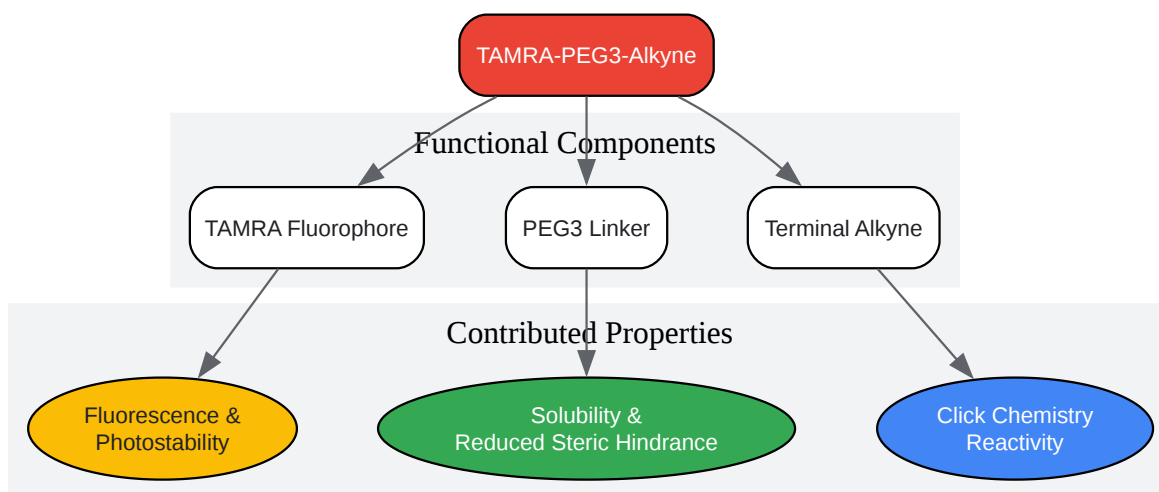 TAMRA-PEG3-Alkyne
Functional Components
TAMRA Fluorophore
PEG3 Linker
Terminal Alkyne
Contributed Properties
Fluorescence &
Photostability
Solubility &
Reduced Steric Hindrance
Click Chemistry
Reactivity